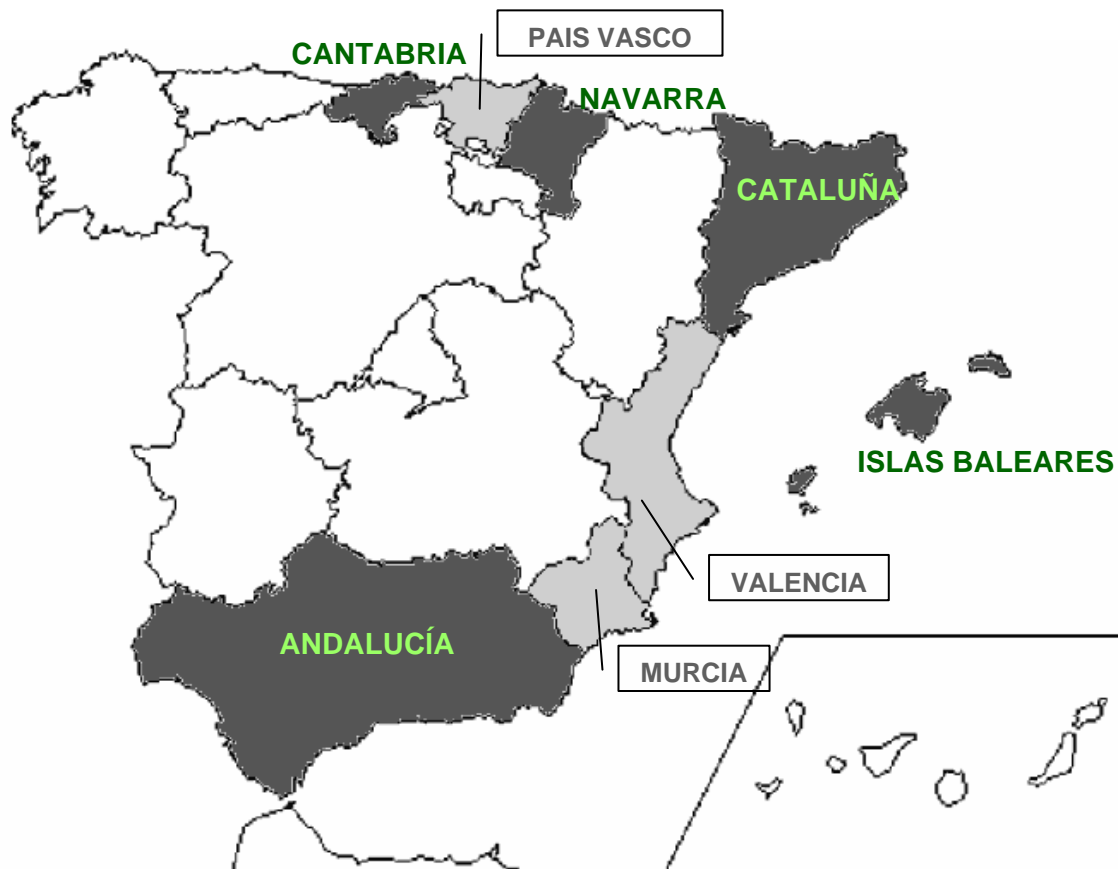 PAIS VASCO
CANTABRIA
NAVARRA
CATALUÑA
ISLAS BALEARES
VALENCIA
ANDALUCÍA
MURCIA